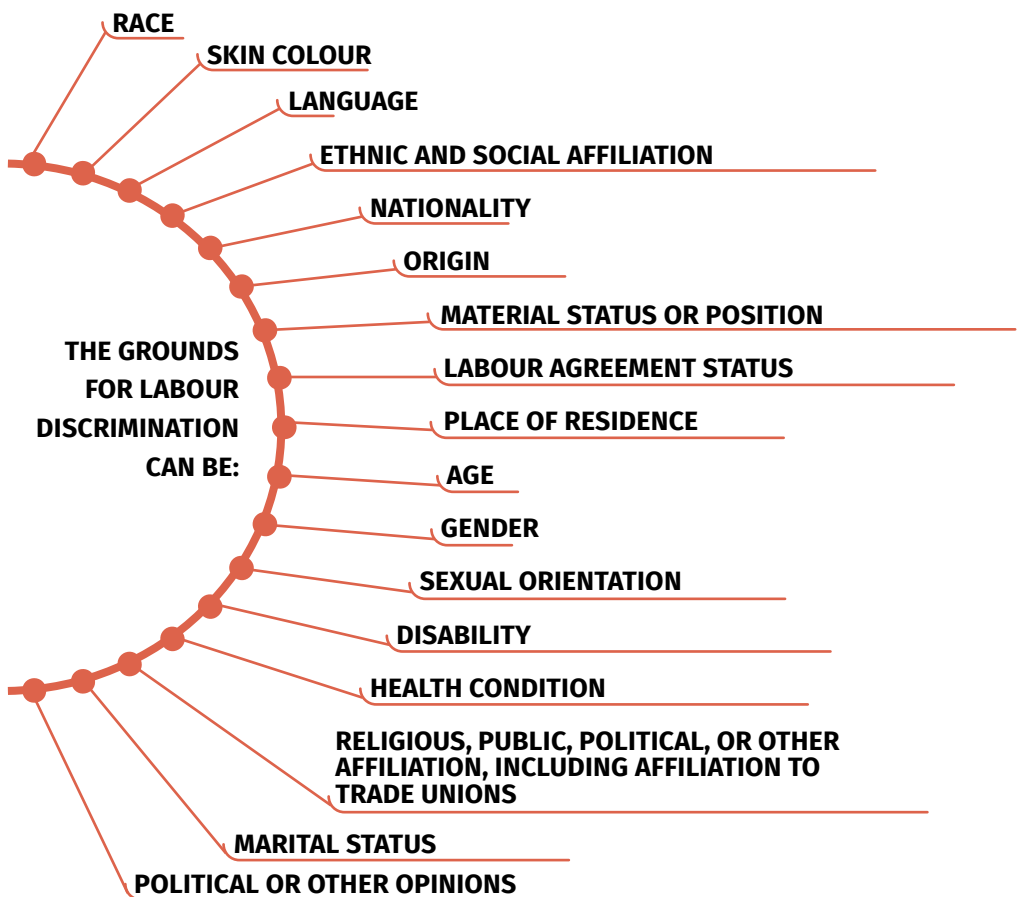 THE GROUNDS
FOR LABOUR
DISCRIMINATION
CAN BE:
RACE
SKIN COLOUR
LANGUAGE
ETHNIC AND SOCIAL AFFILIATION
NATIONALITY
ORIGIN
MATERIAL STATUS OR POSITION
LABOUR AGREEMENT STATUS
PLACE OF RESIDENCE
AGE
GENDER
SEXUAL ORIENTATION
DISABILITY
HEALTH CONDITION
RELIGIOUS, PUBLIC, POLITICAL, OR OTHER
AFFILIATION, INCLUDING AFFILIATION TO
TRADE UNIONS
MARITAL STATUS
POLITICAL OR OTHER OPINIONS